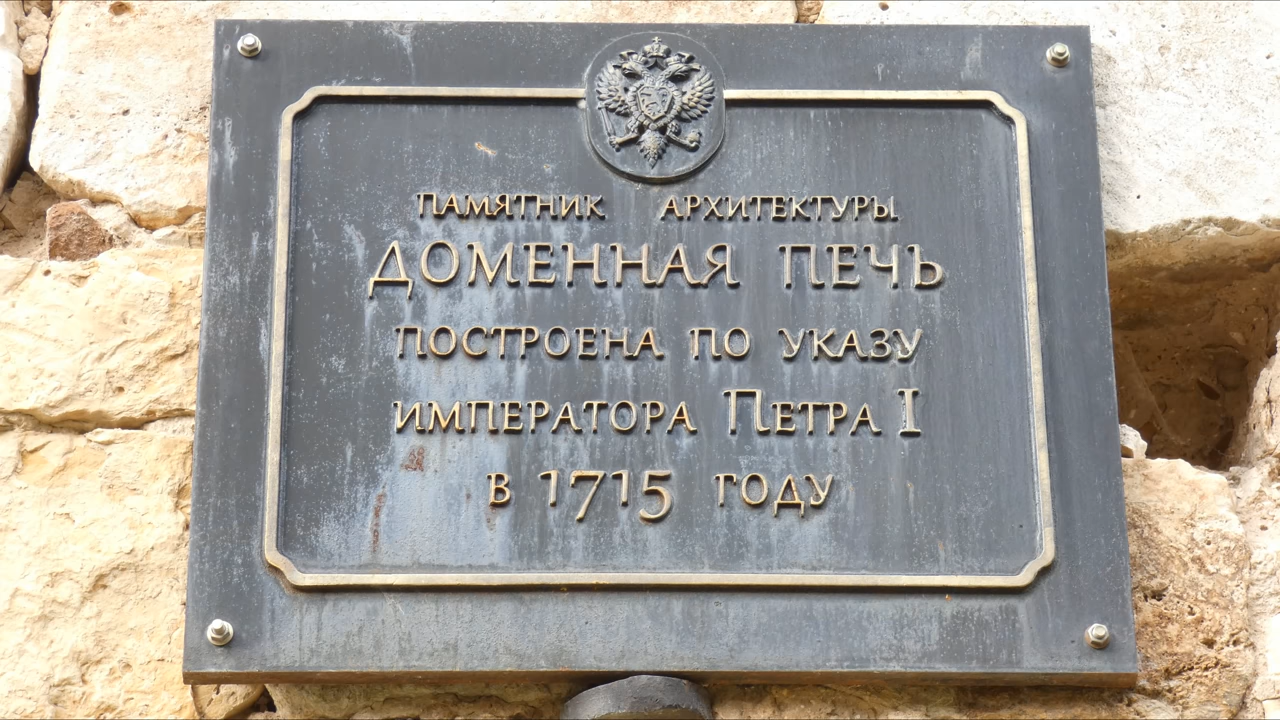 ПАМЯТНИК АРХИТЕКТУРЫ
ДОМЕННАЯ ПЕЧЬ
ПОСТРОЕНА ПО УКАЗУ
ИМПЕРАТОРА ПЕТРА I
В 1715 ГОДУ